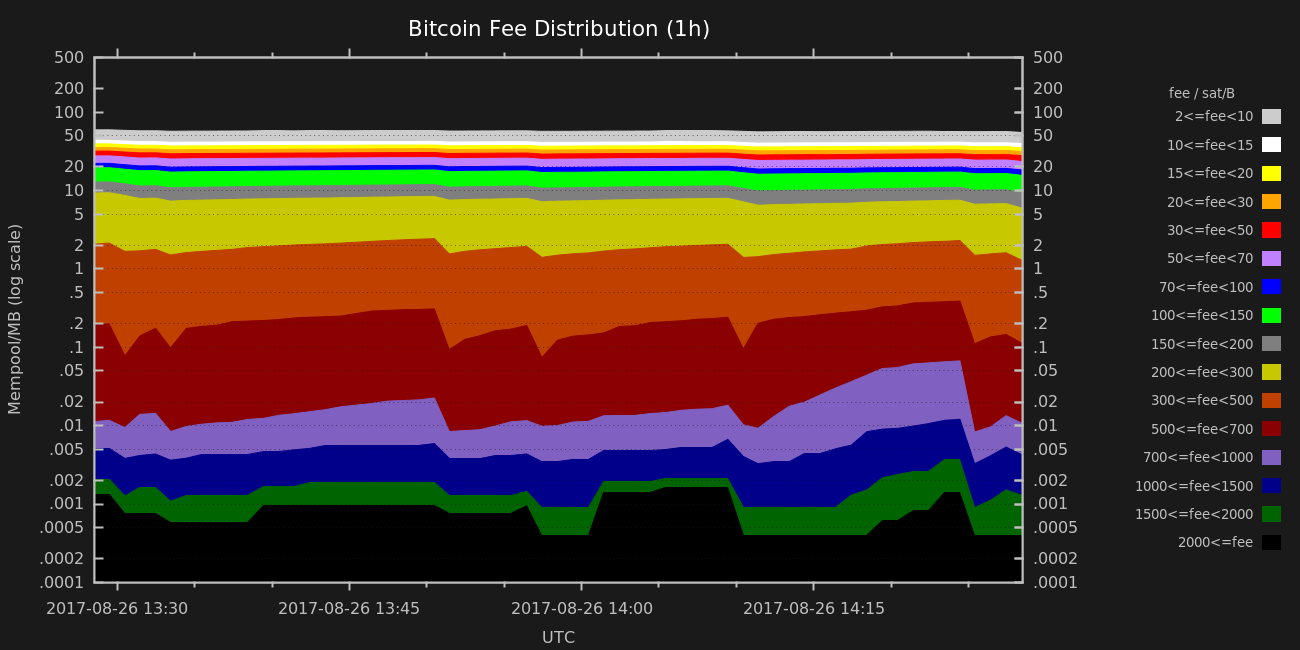 Bitcoin Fee Distribution (1h)
Mempool/MB (log scale)
500
200
100
50
20
10
5
2
1
.5
.2
.1
.05
.02
.01
.005
.002
.001
.0005
.0002
.0001
500
200
100
50
20
10
5
2
1
.5
.2
.1
.05
.02
.01
.005
.002
.001
.0005
.0002
.0001
2017-08-26 13:30
2017-08-26 13:45
2017-08-26 14:00
2017-08-26 14:15
UTC
fee / sat/B
2<=fee<10
10<=fee<15
15<=fee<20
20<=fee<30
30<=fee<50
50<=fee<70
70<=fee<100
100<=fee<150
150<=fee<200
200<=fee<300
300<=fee<500
500<=fee<700
700<=fee<1000
1000<=fee<1500
1500<=fee<2000
2000<=fee